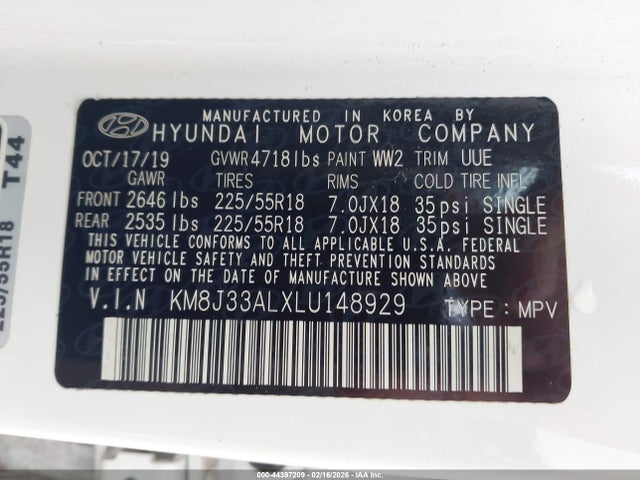 MANUFACTURED IN KOREA BY
HYUNDAI MOTOR COMPANY
OCT/17/19 GVWR 4718lbs PAINT WW2 TRIM UUE
GAWR TIRES RIMS COLD TIRE INFL
FRONT 2646 lbs 225/55R18 7.0JX18 35psi SINGLE
REAR 2535 lbs 225/55R18 7.0JX18 35psi SINGLE
THIS VEHICLE CONFORMS TO ALL APPLICABLE U.S.A. FEDERAL
MOTOR VEHICLE SAFETY AND THEFT PREVENTION STANDARDS
IN EFFECT ON THE DATE OF MANUFACTURE SHOWN ABOVE.
V.I.N KM8J33ALXLU148929 TYPE : MPV
T44
225/55R18
000-44397209 - 02/16/2026 - IAA Inc.